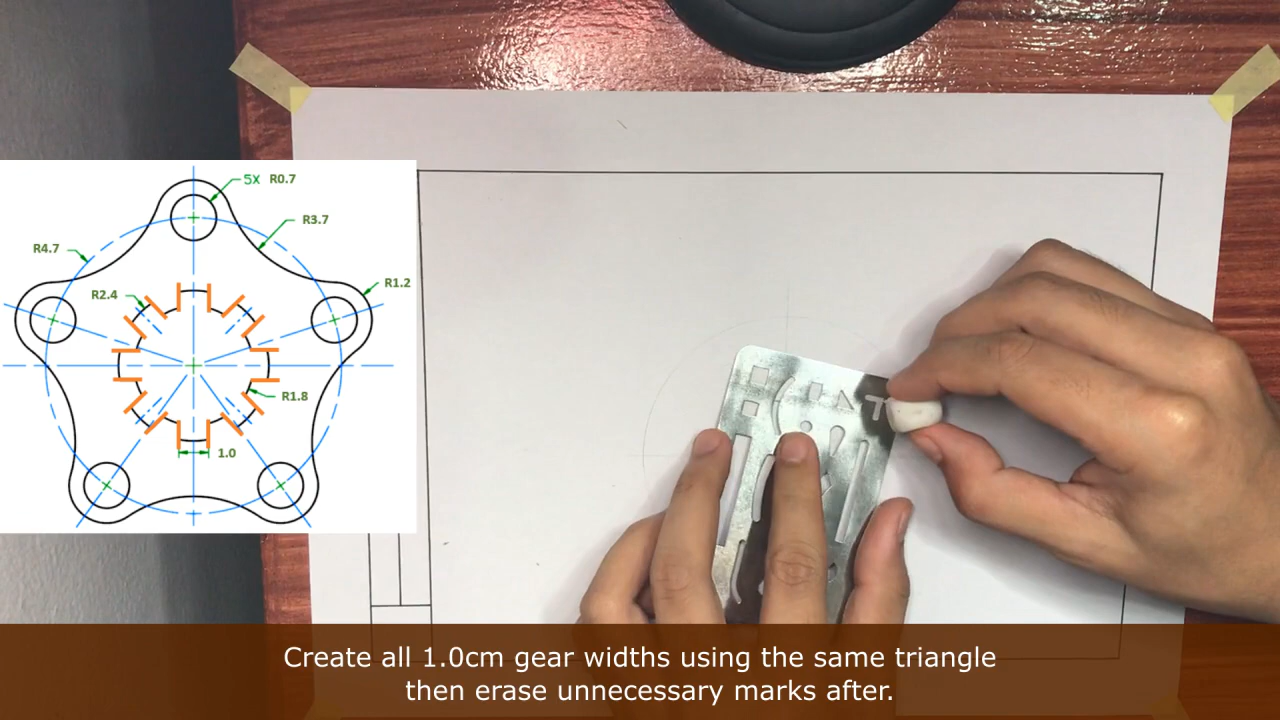 5X R0.7
R3.7
R4.7
R1.2
R2.4
R1.8
1.0
Create all 1.0cm gear widths using the same triangle
then erase unnecessary marks after.